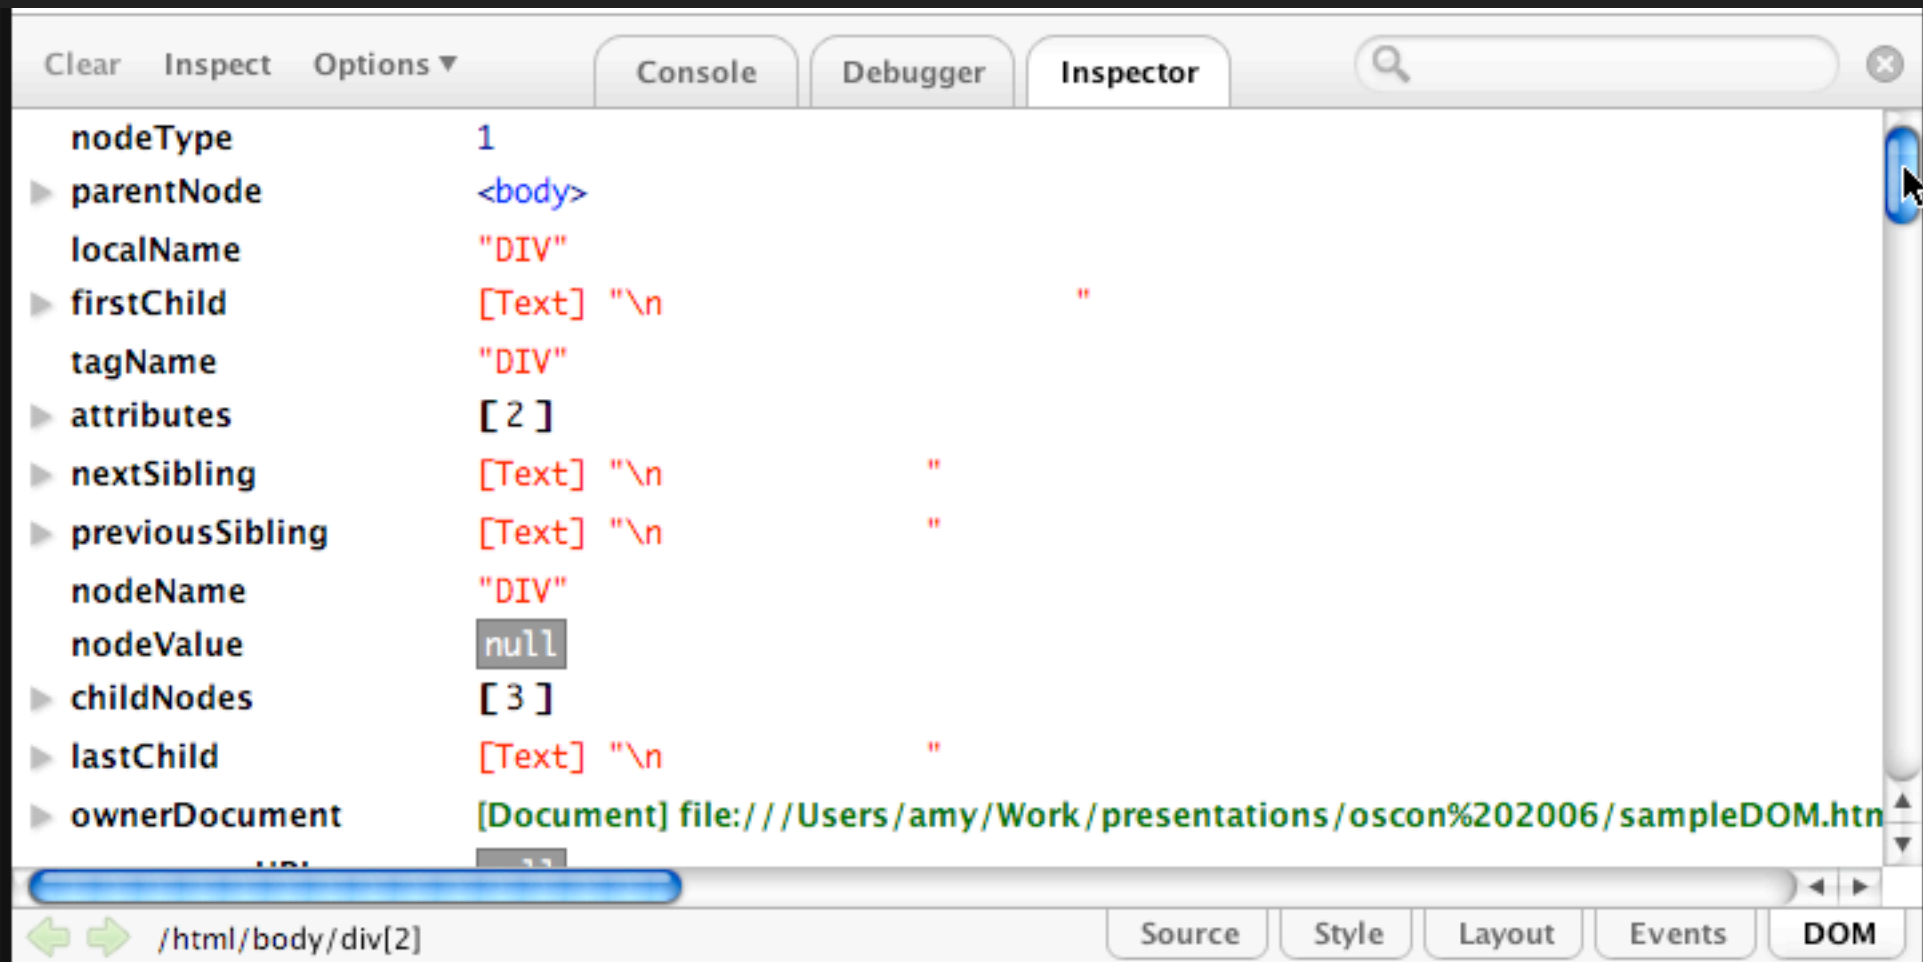 Clear Inspect Options ▼ Console Debugger Inspector
nodeType 1
parentNode <body>
localName "DIV"
firstChild [Text] "\n "
tagName "DIV"
attributes [ 2 ]
nextSibling [Text] "\n "
previousSibling [Text] "\n "
nodeName "DIV"
nodeValue null
childNodes [ 3 ]
lastChild [Text] "\n "
ownerDocument [Document] file:///Users/amy/Work/presentations/oscon%202006/sampleDOM.htm
/html/body/div[2] Source Style Layout Events DOM